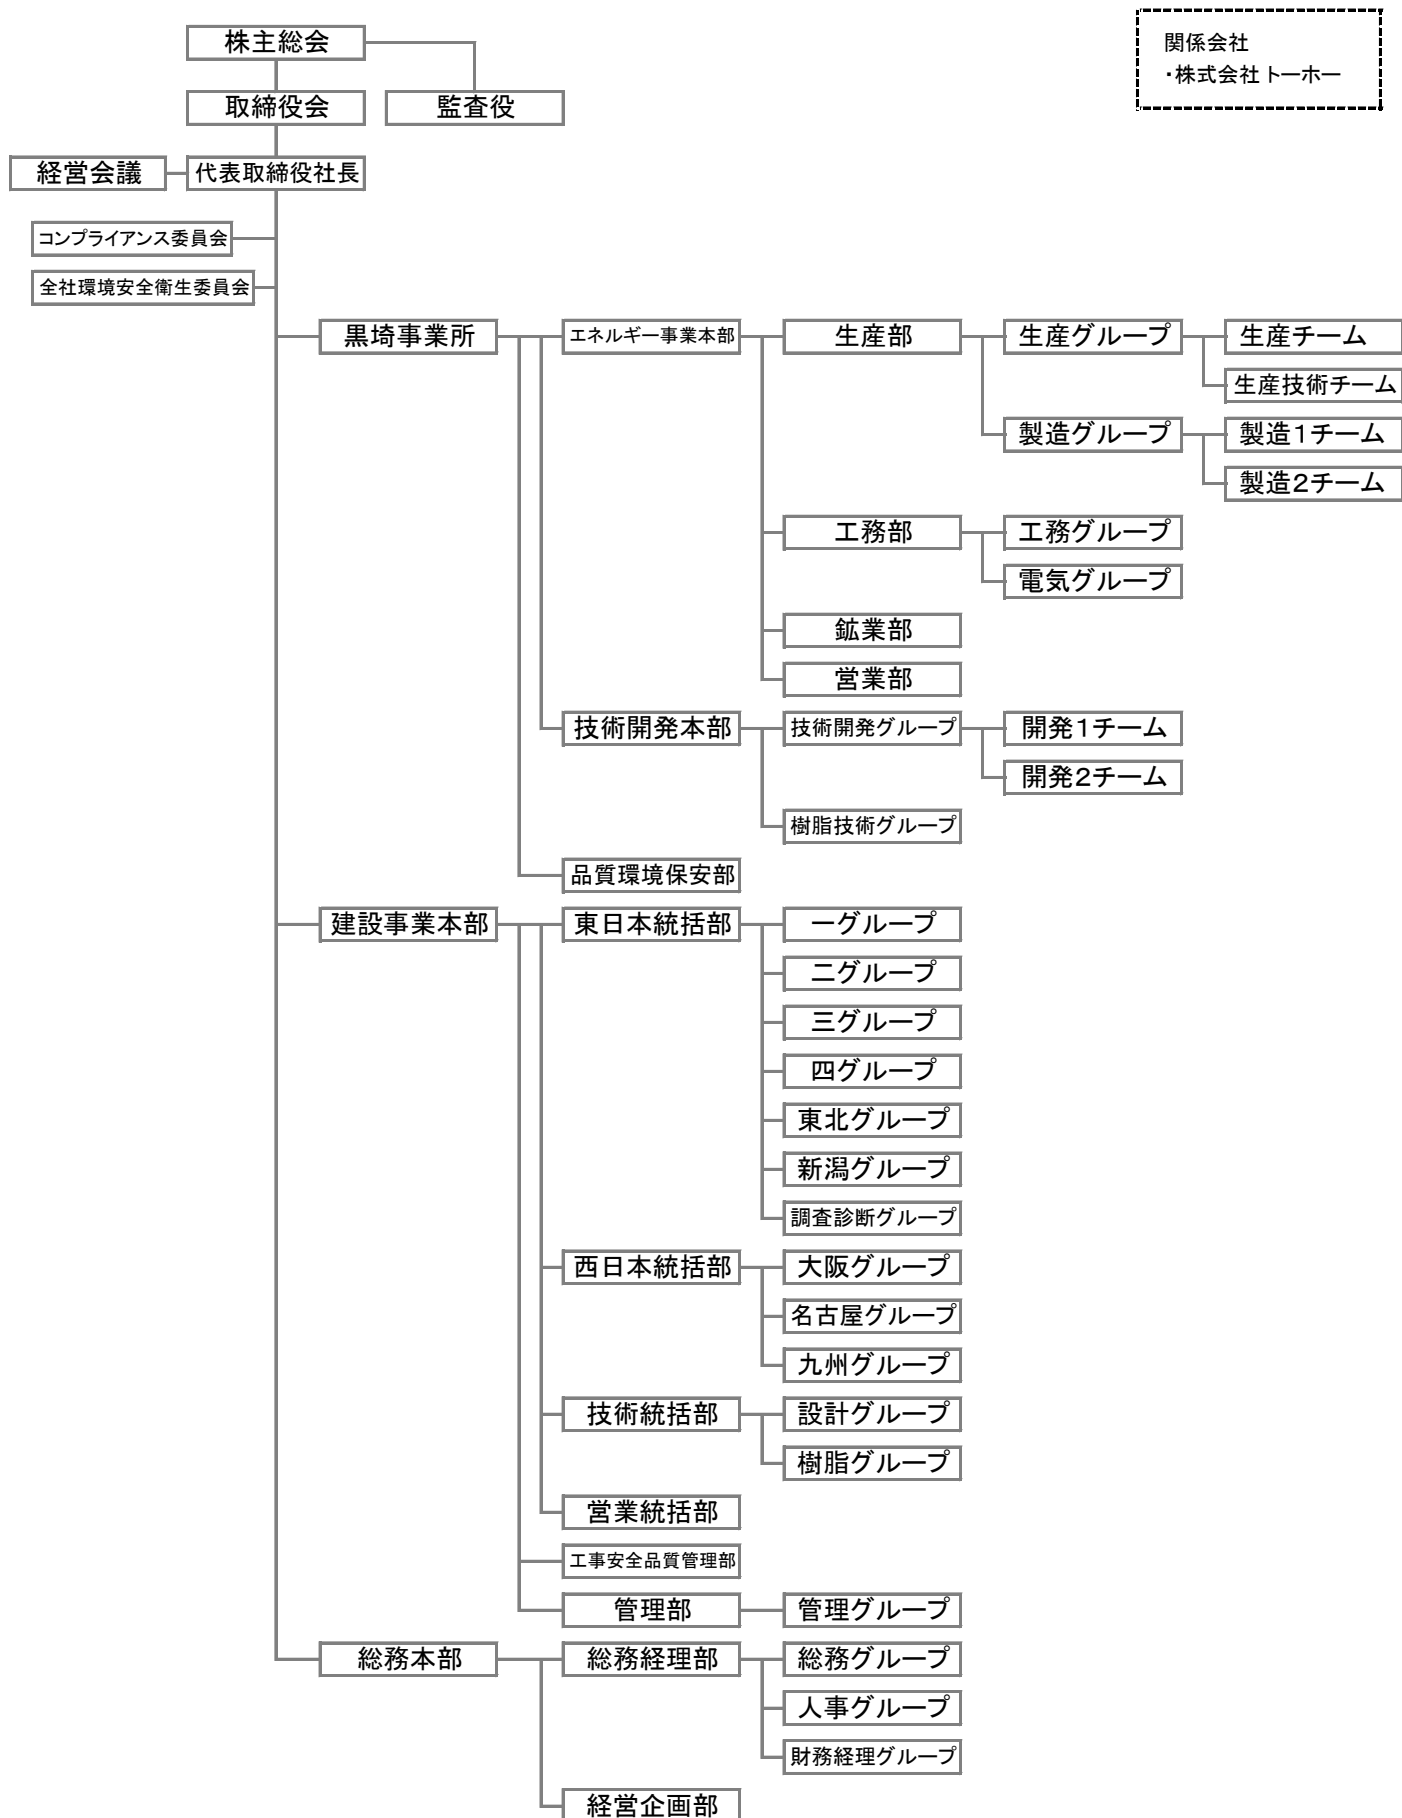 株主総会
関係会社
・株式会社 トーホー
取締役会
監査役
経営会議
代表取締役社長
コンプライアンス委員会
全社環境安全衛生委員会
黒埼事業所
エネルギー事業本部
生産部
生産グループ
生産チーム
生産技術チーム
製造グループ
製造1チーム
製造2チーム
工務部
工務グループ
電気グループ
鉱業部
営業部
技術開発本部
技術開発グループ
開発1チーム
開発2チーム
樹脂技術グループ
品質環境保安部
建設事業本部
東日本統括部
一グループ
二グループ
三グループ
四グループ
東北グループ
新潟グループ
調査診断グループ
西日本統括部
大阪グループ
名古屋グループ
九州グループ
技術統括部
設計グループ
樹脂グループ
営業統括部
工事安全品質管理部
管理部
管理グループ
総務本部
総務経理部
総務グループ
人事グループ
財務経理グループ
経営企画部